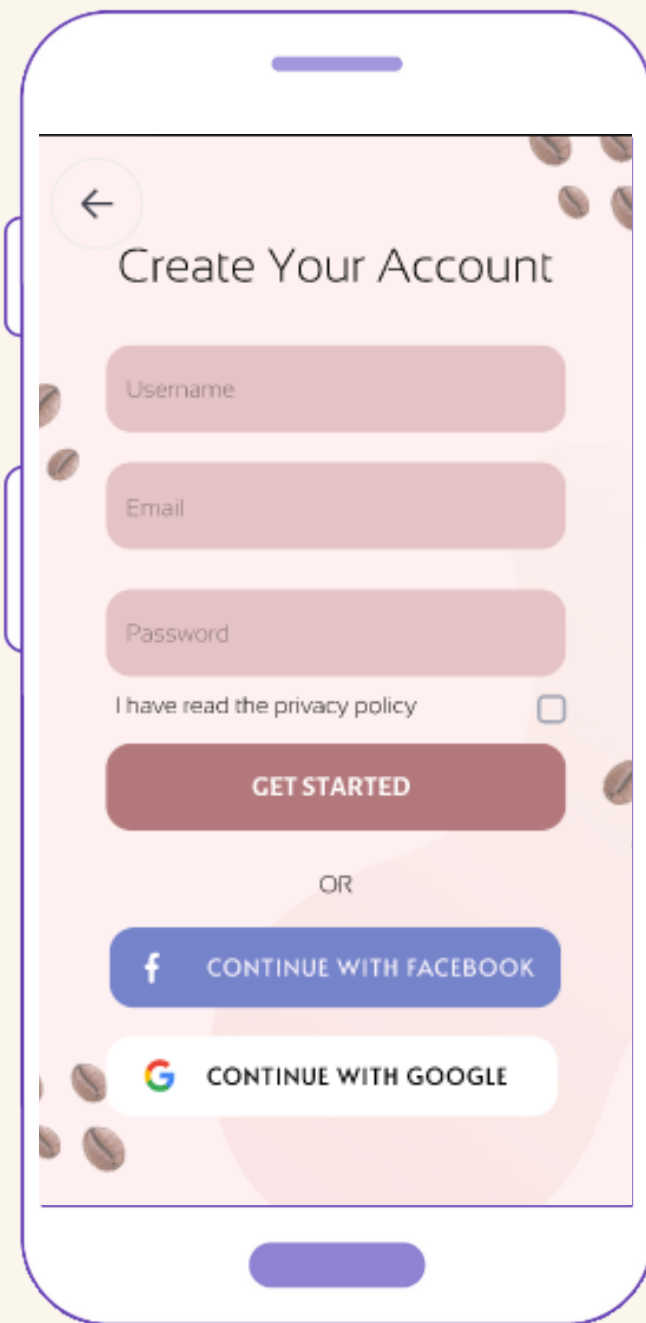 Create Your Account
Username
Email
Password
I have read the privacy policy
GET STARTED
OR
f CONTINUE WITH FACEBOOK
G CONTINUE WITH GOOGLE